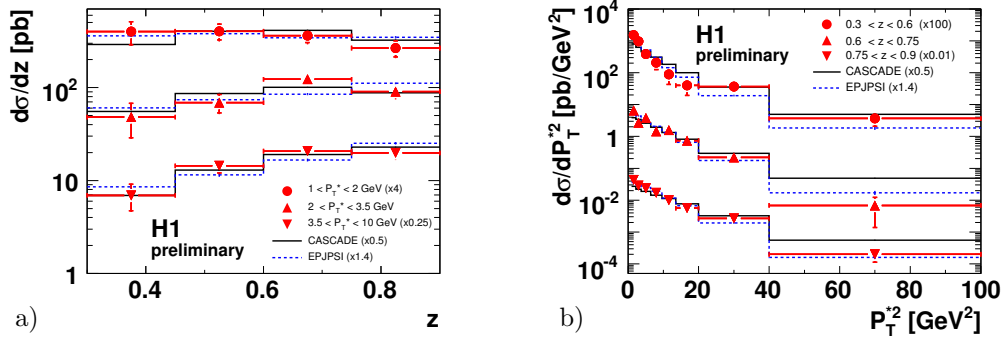 dσ/dz [pb]
10²
10
1
0.4
0.6
0.8
z
H1
preliminary
1 < P_T* < 2 GeV (x4)
2 < P_T* < 3.5 GeV
3.5 < P_T* < 10 GeV (x0.25)
CASCADE (x0.5)
EPJPSI (x1.4)
a)
dσ/dP_T*² [pb/GeV²]
10⁴
10²
1
10⁻²
10⁻⁴
0
20
40
60
80
100
P_T*² [GeV²]
H1
preliminary
0.3 < z < 0.6 (x100)
0.6 < z < 0.75
0.75 < z < 0.9 (x0.01)
CASCADE (x0.5)
EPJPSI (x1.4)
b)